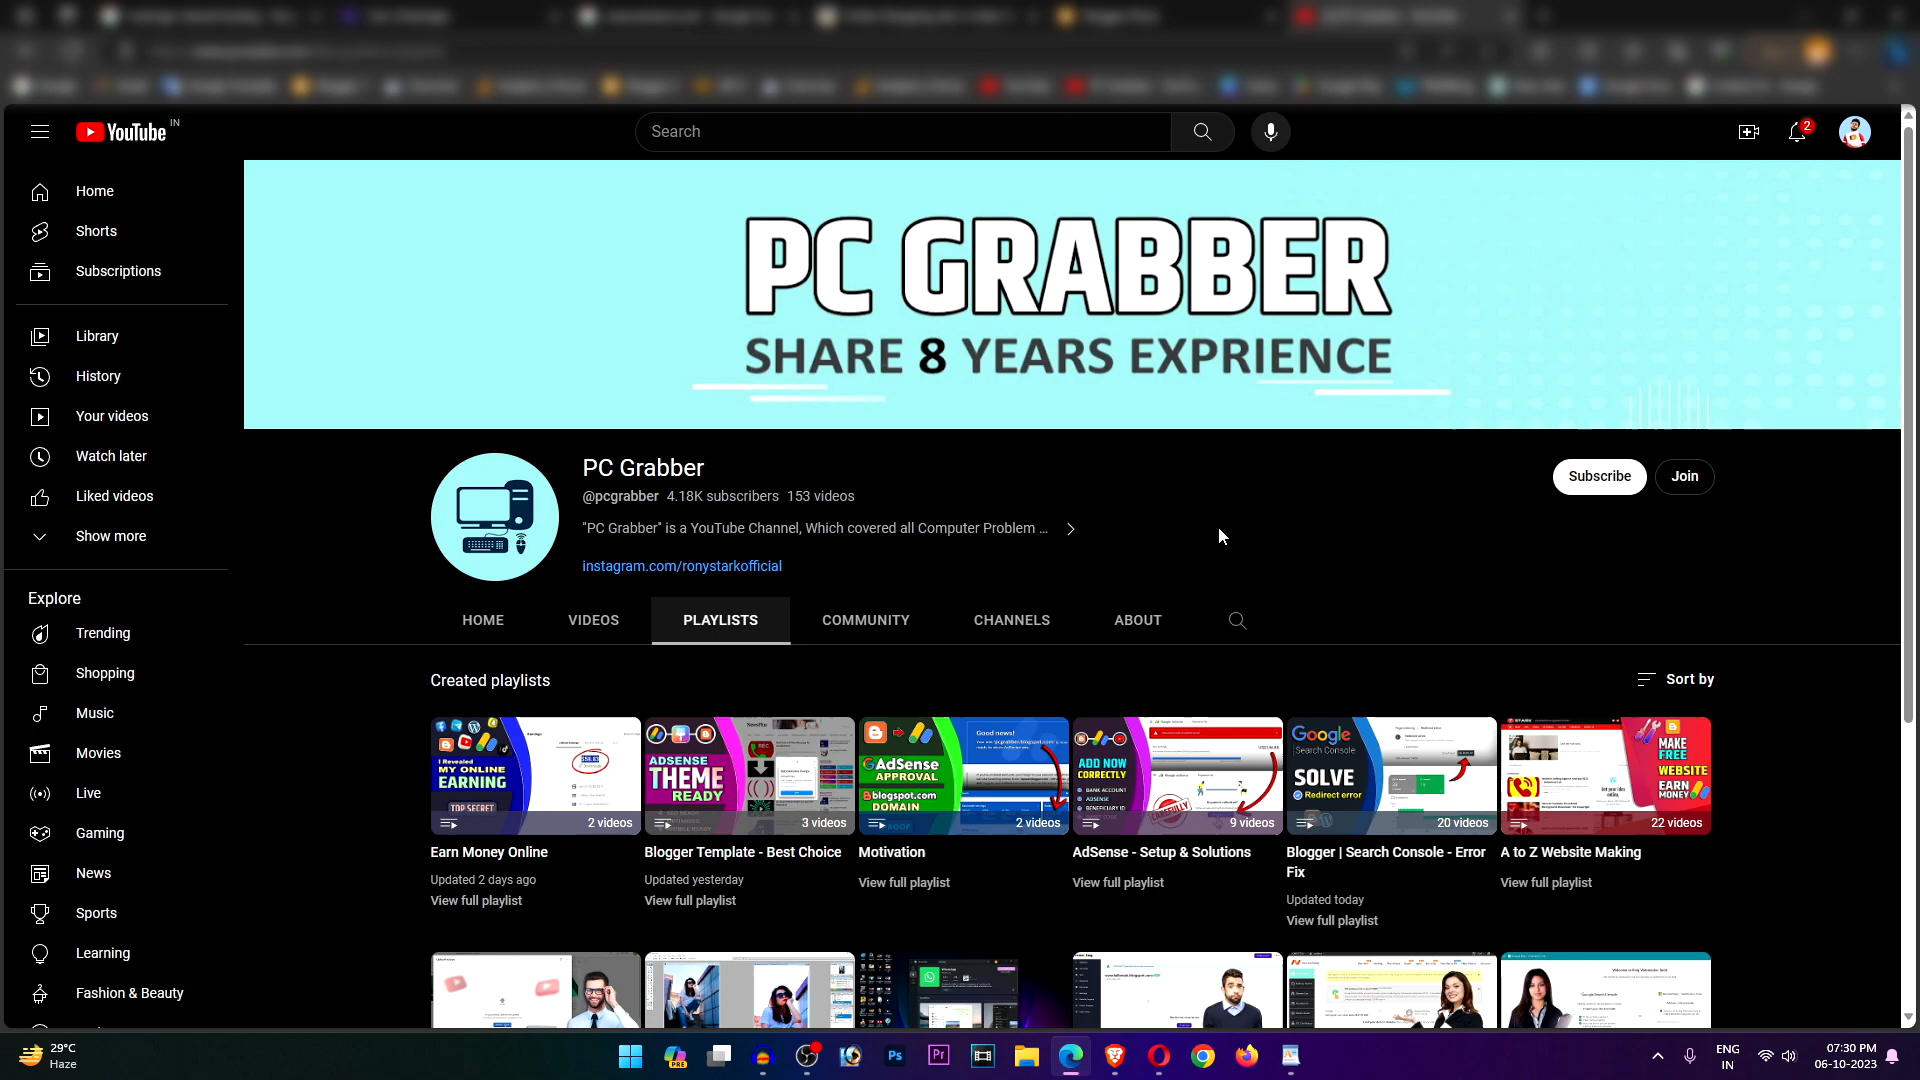 YouTube IN
Search
2
Home
Shorts
Subscriptions
Library
History
Your videos
Watch later
Lived videos
Show more
Explore
Trending
Shopping
Music
Movies
Live
Gaming
News
Sports
Learning
Fashion & Beauty
PC GRABBER
SHARE 8 YEARS EXPRIENCE
PC Grabber
@pcgrabber 4.18K subscribers 153 videos
"PC Grabber" is a YouTube Channel, Which covered all Computer Problem ...
instagram.com/ronystarkofficial
Subscribe
Join
HOME
VIDEOS
PLAYLISTS
COMMUNITY
CHANNELS
ABOUT
Created playlists
Sort by
I Revealed
MY ONLINE
EARNING
TOP SECRET
2 videos
Earn Money Online
Updated 2 days ago
View full playlist
ADSENSE
THEME
READY
3 videos
Blogger Template - Best Choice
Updated yesterday
View full playlist
AdSense
APPROVAL
blogspot.com
DOMAIN
Good news!
2 videos
Motivation
View full playlist
ADD NOW
CORRECTLY
BANK ACCOUNT
ADSENSE
BENEFICIARY ID
CAREFULLY
9 videos
AdSense - Setup & Solutions
View full playlist
Google
Search Console
SOLVE
Redirect error
20 videos
Blogger | Search Console - Error
Fix
Updated today
View full playlist
MAKE
FREE
WEBSITE
EARN
MONEY
22 videos
A to Z Website Making
View full playlist
29°C
Haze
PRE
Ps
Pr
ENG
IN
07:30 PM
06-10-2023